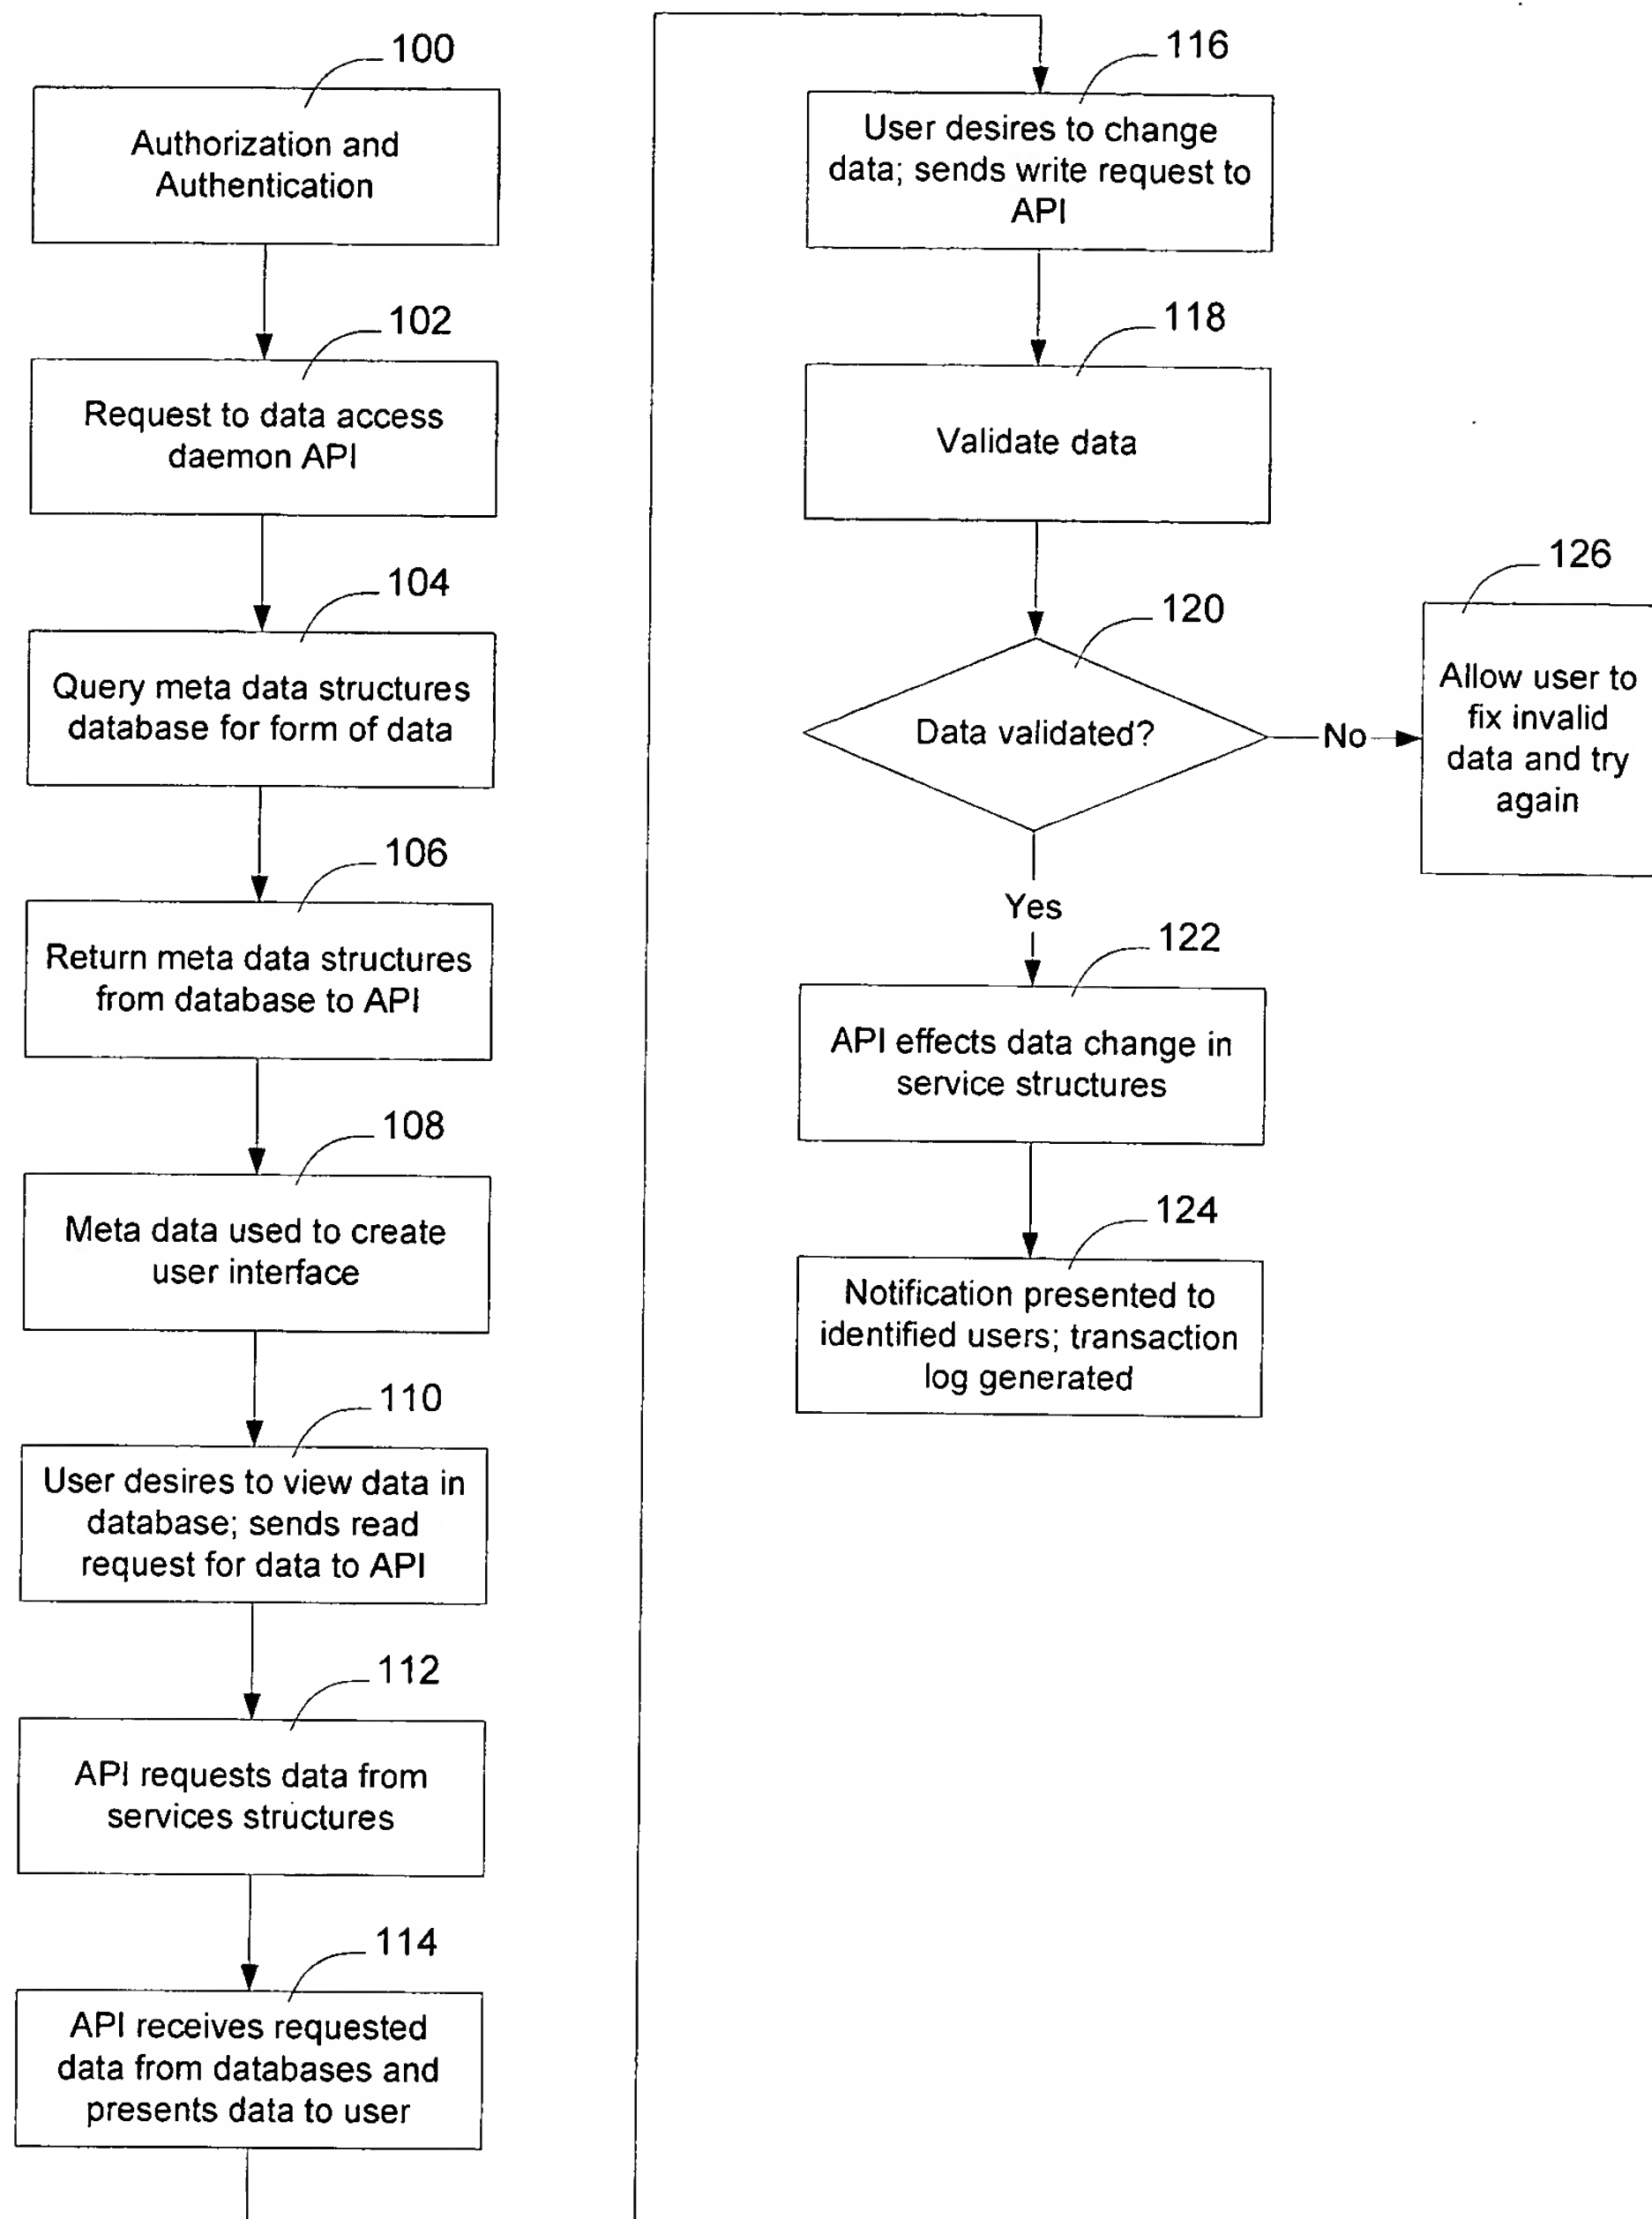 100
Authorization and
Authentication
102
Request to data access
daemon API
104
Query meta data structures
database for form of data
106
Return meta data structures
from database to API
108
Meta data used to create
user interface
110
User desires to view data in
database; sends read
request for data to API
112
API requests data from
services structures
114
API receives requested
data from databases and
presents data to user
116
User desires to change
data; sends write request to
API
118
Validate data
120
Data validated?
No
126
Allow user to
fix invalid
data and try
again
Yes
122
API effects data change in
service structures
124
Notification presented to
identified users; transaction
log generated